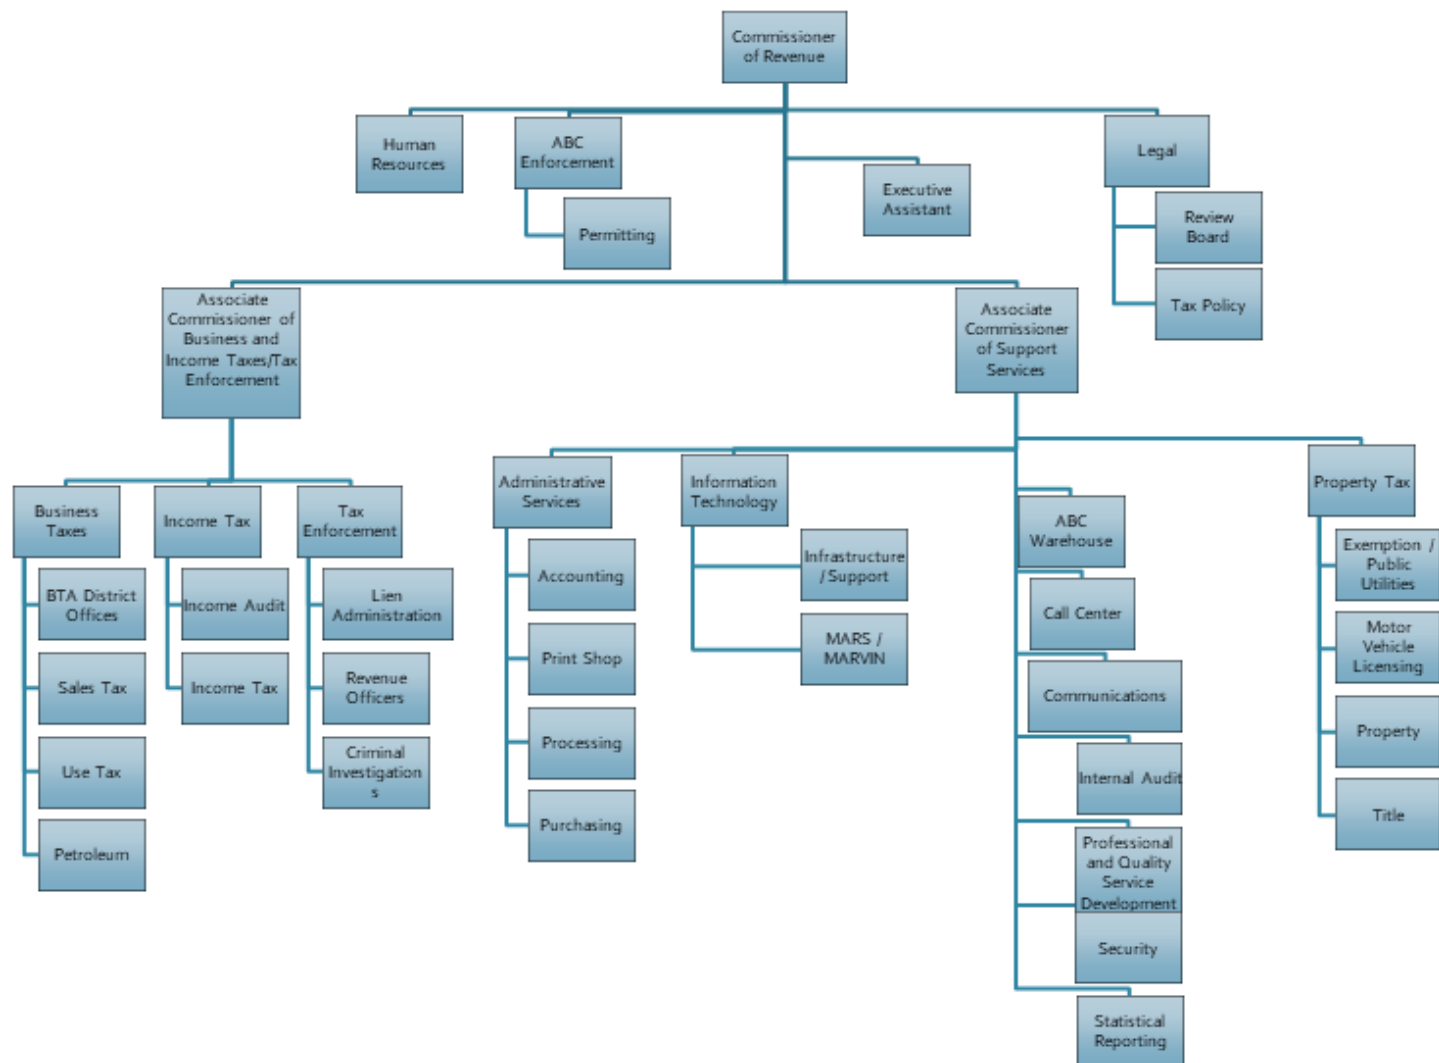 Commissioner
of Revenue
Human
Resources
ABC
Enforcement
Permitting
Executive
Assistant
Legal
Review
Board
Tax Policy
Associate
Commissioner of
Business and
Income Taxes/Tax
Enforcement
Associate
Commissioner
of Support
Services
Business
Taxes
BTA District
Offices
Sales Tax
Use Tax
Petroleum
Income Tax
Income Audit
Income Tax
Tax
Enforcement
Lien
Administration
Revenue
Officers
Criminal
Investigation
s
Administrative
Services
Accounting
Print Shop
Processing
Purchasing
Information
Technology
Infrastructure
/ Support
MARS /
MARVIN
ABC
Warehouse
Call Center
Communications
Internal Audit
Professional
and Quality
Service
Development
Security
Statistical
Reporting
Property Tax
Exemption /
Public
Utilities
Motor
Vehicle
Licensing
Property
Title